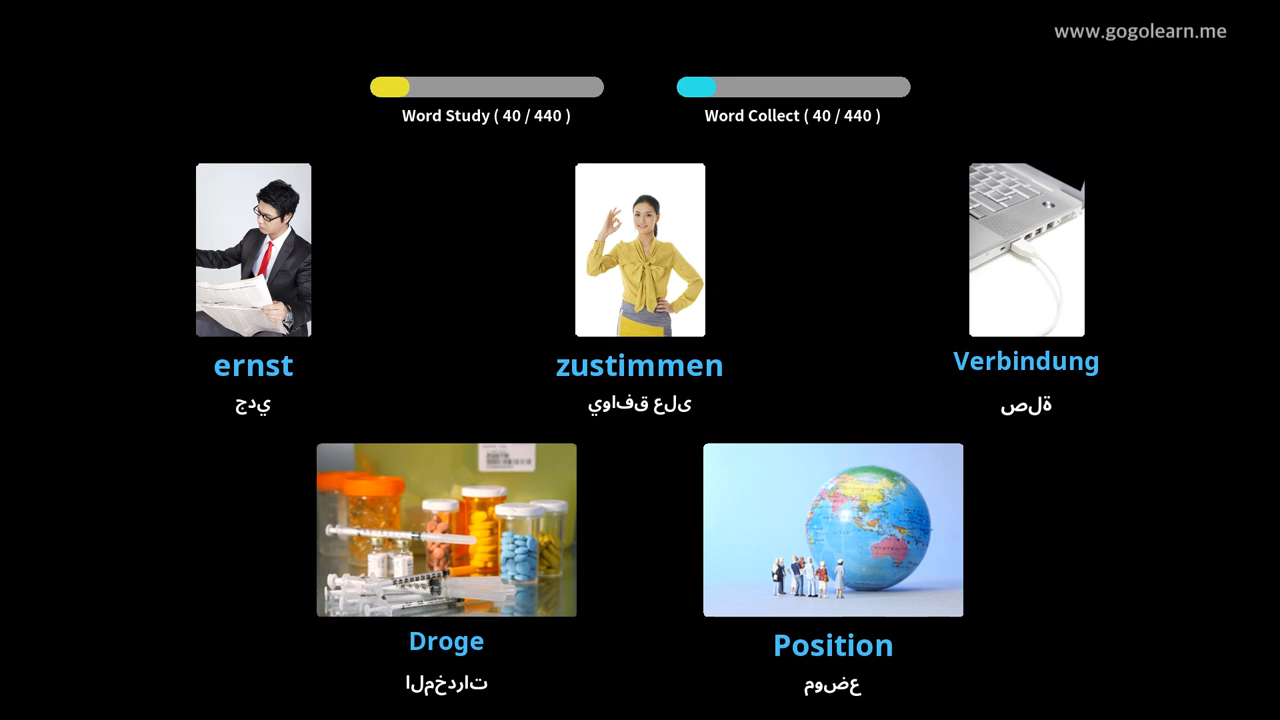 www.gogolearn.me
Word Study ( 40 / 440 )
Word Collect ( 40 / 440 )
ernst
zustimmen
Verbindung
جدي
يوافق على
صلة
Droge
Position
المخدرات
موضع